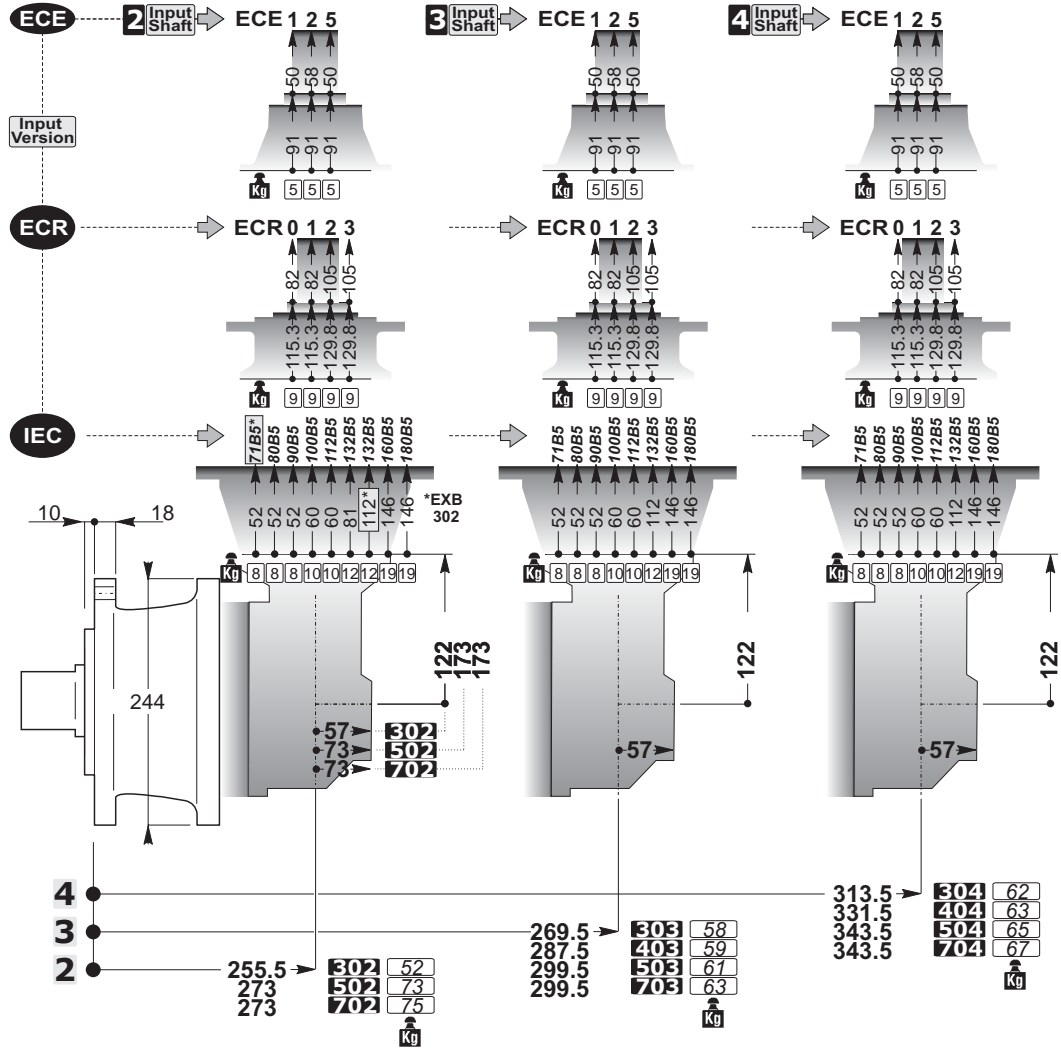 ECE 2 Input Shaft ECE 1 2 5 3 Input Shaft ECE 1 2 5 4 Input Shaft ECE 1 2 5
50 58 50 50 58 50 50 58 50
Input Version
91 91 91 91 91 91 91 91 91
Kg 5 5 5 Kg 5 5 5 Kg 5 5 5
ECR ECR 0 1 2 3 ECR 0 1 2 3 ECR 0 1 2 3
82 82 105 105 82 82 105 105 82 82 105 105
115.3 115.3 129.8 129.8 115.3 115.3 129.8 129.8 115.3 115.3 129.8 129.8
Kg 9 9 9 9 Kg 9 9 9 9 Kg 9 9 9 9
IEC 71B5* 80B5 90B5 100B5 112B5 132B5 132B5 160B5 180B5 71B5 80B5 90B5 100B5 112B5 132B5 160B5 180B5 71B5 80B5 90B5 100B5 112B5 132B5 160B5 180B5
52 52 52 60 60 81 112* 146 146 *EXB 52 52 52 60 60 112 146 146 52 52 52 60 60 112 146 146
302
10 18
Kg 8 8 8 10 10 12 12 19 19 Kg 8 8 8 10 10 12 19 19 Kg 8 8 8 10 10 12 19 19
122 173 173 122 122
244
57 302
73 502 57 57
73 702
4 313.5 304 62
331.5 404 63
343.5 504 65
343.5 704 67
Kg
3 269.5 303 58
287.5 403 59
299.5 503 61
299.5 703 63
Kg
2 255.5 302 52
273 502 73
273 702 75
Kg